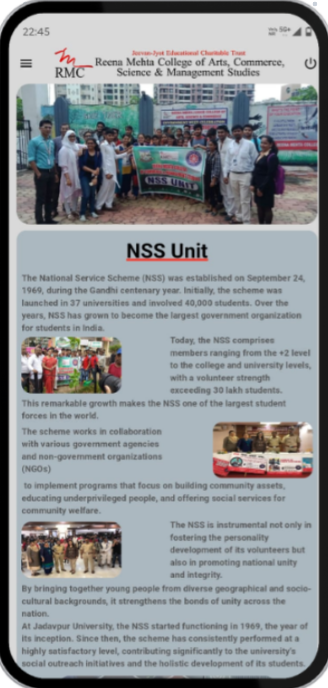 22:45
5G+
Jeevan-Jyot Educational Charitable Trust
Reena Mehta College of Arts, Commerce,
Science & Management Studies
RMC
NSS UNIT
NSS Unit
The National Service Scheme (NSS) was established on September 24,
1969, during the Gandhi centenary year. Initially, the scheme was
launched in 37 universities and involved 40,000 students. Over the
years, NSS has grown to become the largest government organization
for students in India.
Today, the NSS comprises
members ranging from the +2 level
to the college and university levels,
with a volunteer strength
exceeding 30 lakh students.
This remarkable growth makes the NSS one of the largest student
forces in the world.
The scheme works in collaboration
with various government agencies
and non-government organizations
(NGOs)
to implement programs that focus on building community assets,
educating underprivileged people, and offering social services for
community welfare.
The NSS is instrumental not only in
fostering the personality
development of its volunteers but
also in promoting national unity
and integrity.
By bringing together young people from diverse geographical and socio-
cultural backgrounds, it strengthens the bonds of unity across the
nation.
At Jadavpur University, the NSS started functioning in 1969, the year of
its inception. Since then, the scheme has consistently performed at a
highly satisfactory level, contributing significantly to the university's
social outreach initiatives and the holistic development of its students.